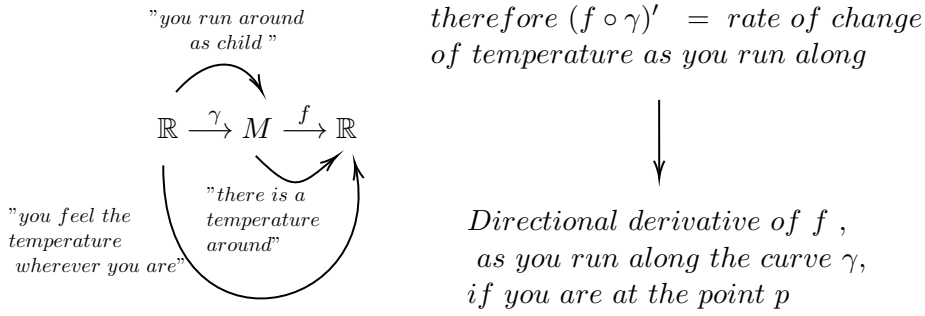 "you run around
as child "
ℝ —γ→ M —f→ ℝ
"there is a
temperature
around"
"you feel the
temperature
wherever you are"
therefore (f ∘ γ)′ = rate of change
of temperature as you run along
Directional derivative of f ,
as you run along the curve γ,
if you are at the point p